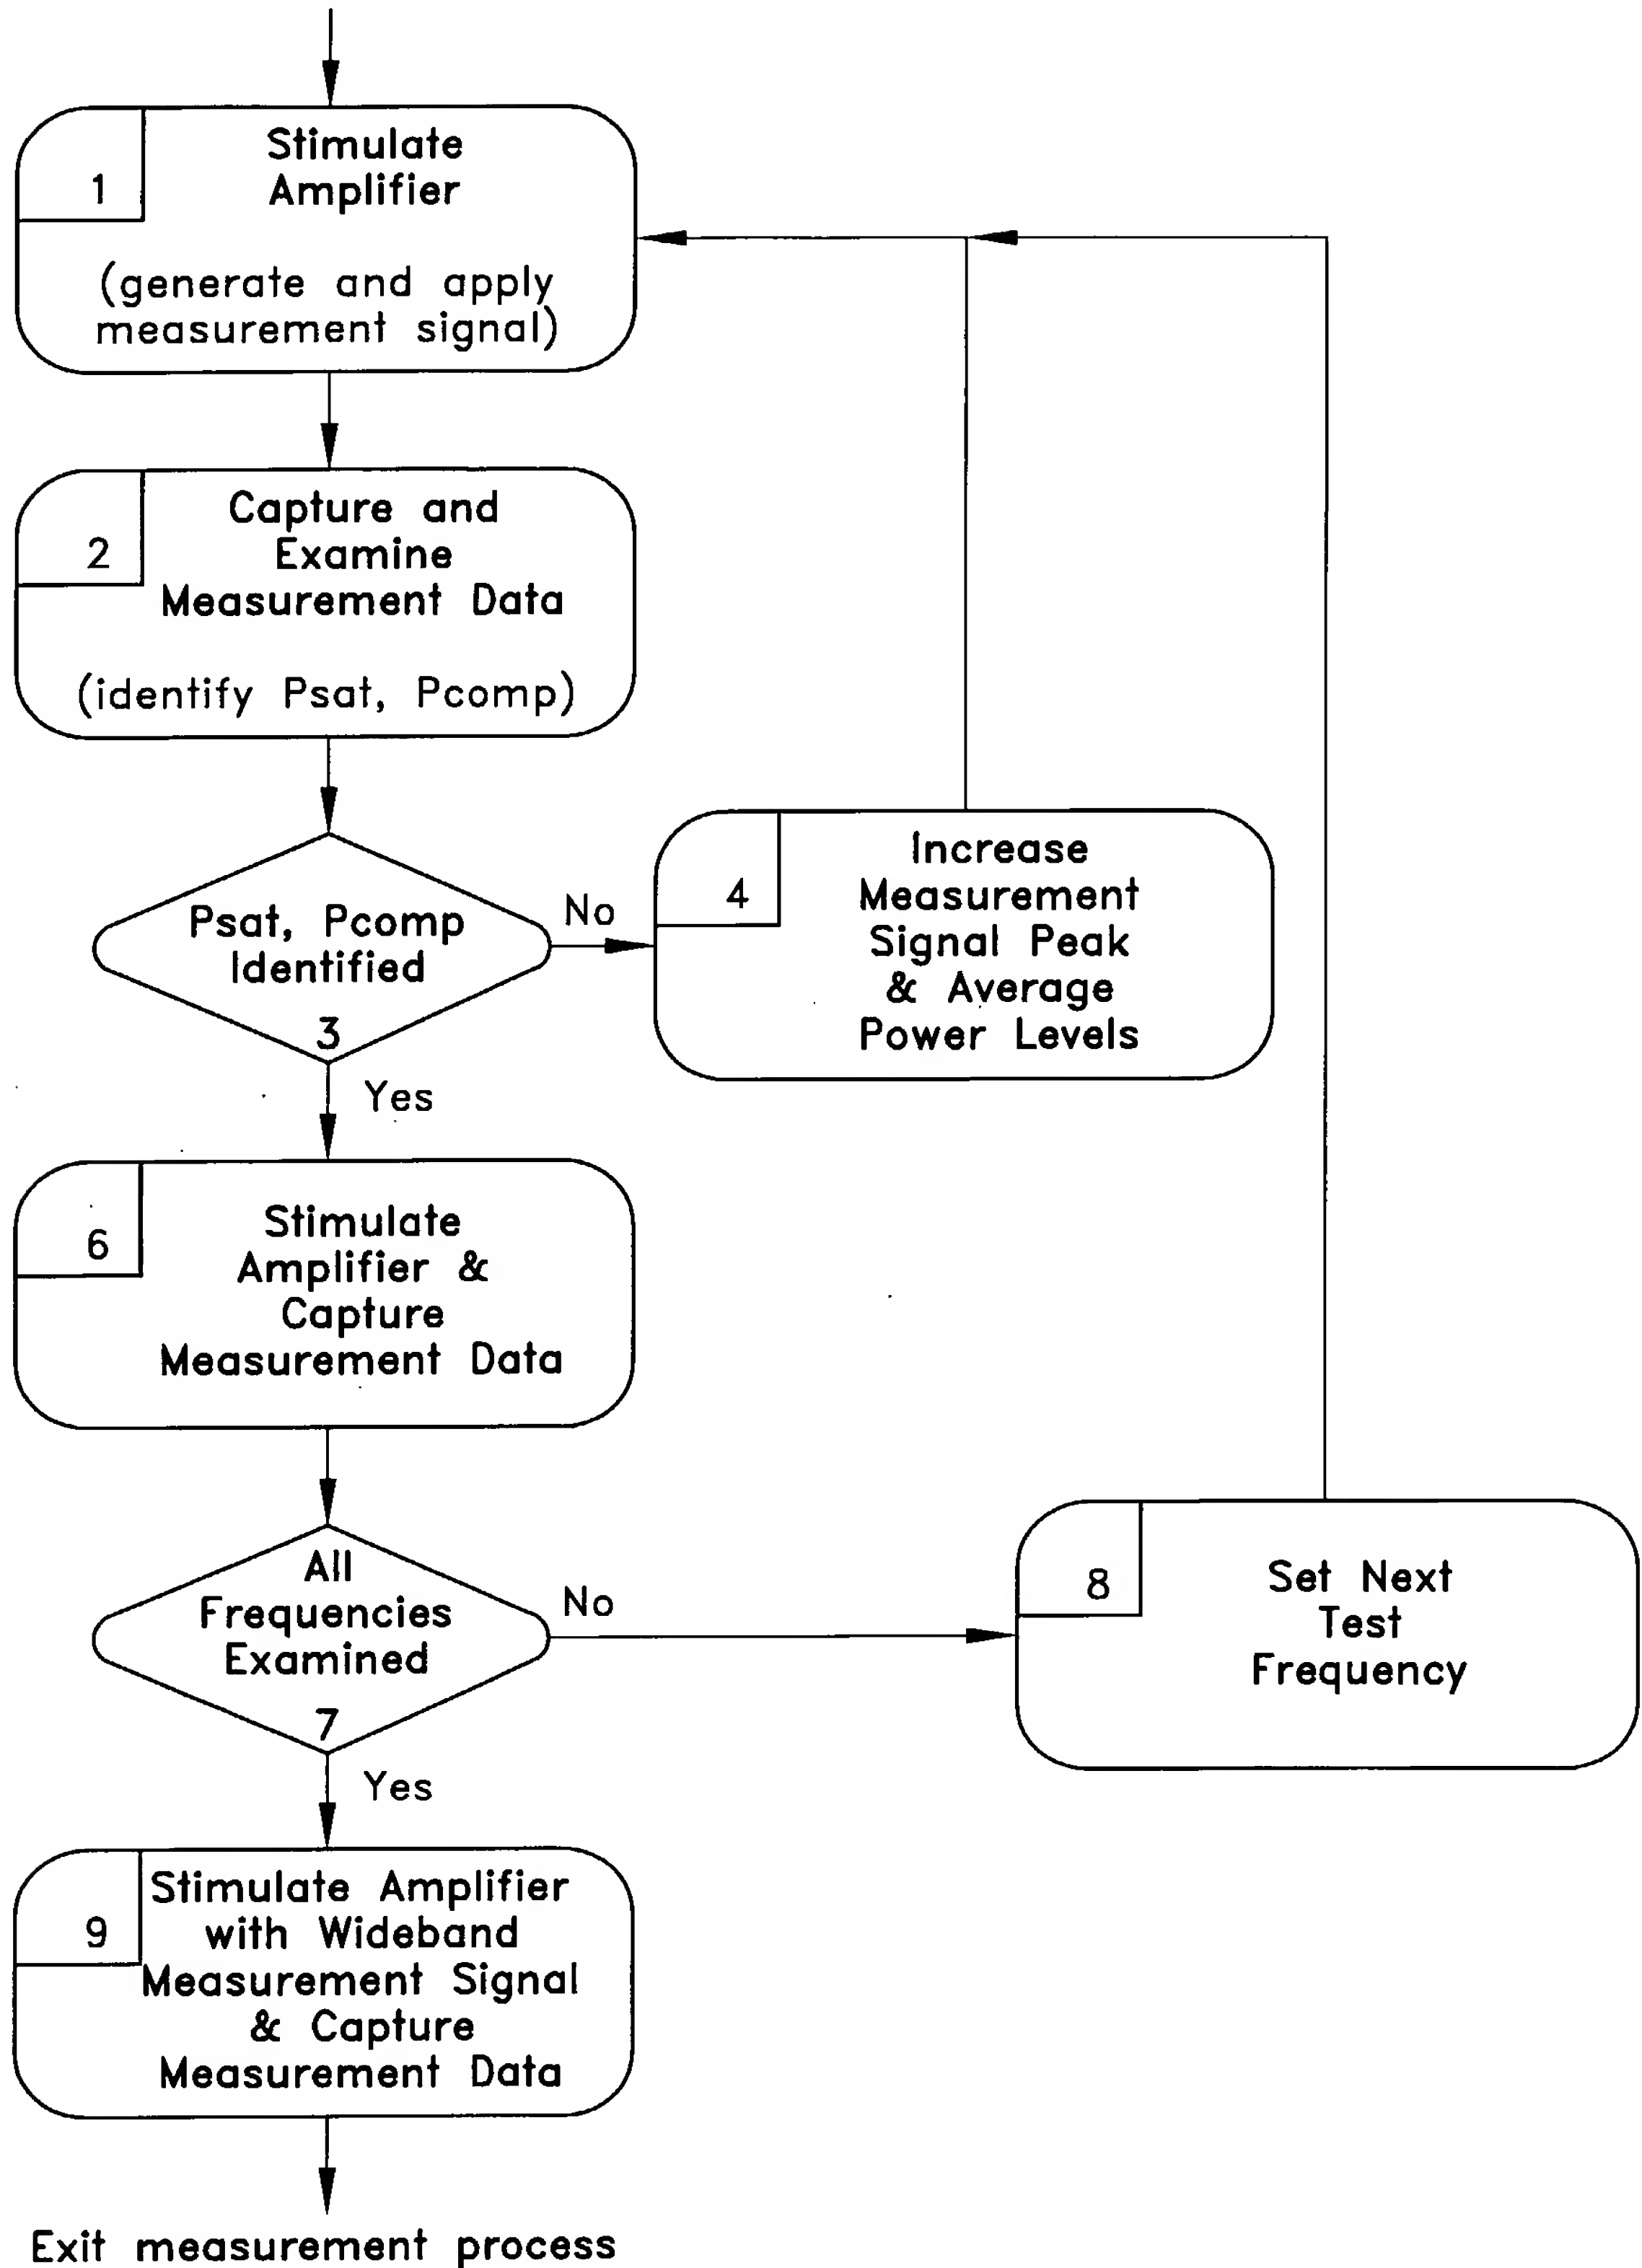 1
Stimulate
Amplifier
(generate and apply
measurement signal)
2
Capture and
Examine
Measurement Data
(identify Psat, Pcomp)
Psat, Pcomp
Identified
3
No
Yes
4
Increase
Measurement
Signal Peak
& Average
Power Levels
6
Stimulate
Amplifier &
Capture
Measurement Data
All
Frequencies
Examined
7
No
Yes
8
Set Next
Test
Frequency
9
Stimulate Amplifier
with Wideband
Measurement Signal
& Capture
Measurement Data
Exit measurement process